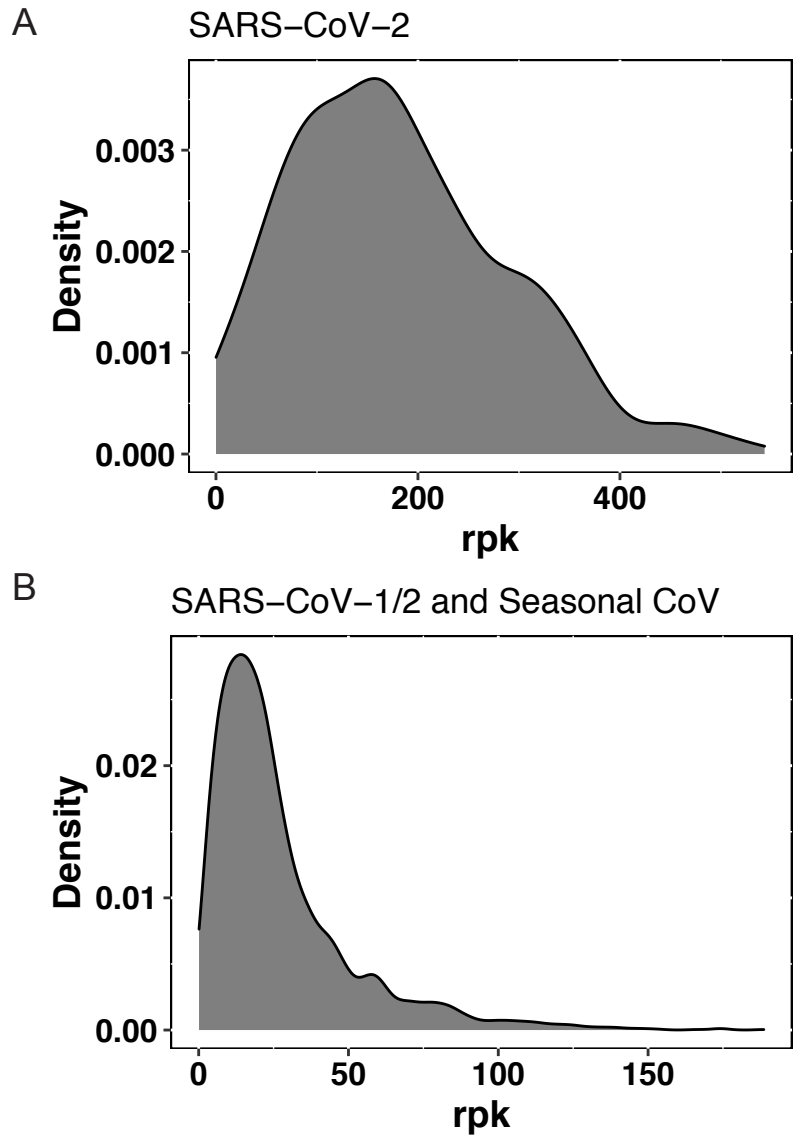 A
SARS−CoV−2
Density
0.003
0.002
0.001
0.000
0 200 400
rpk
B
SARS−CoV−1/2 and Seasonal CoV
Density
0.02
0.01
0.00
0 50 100 150
rpk